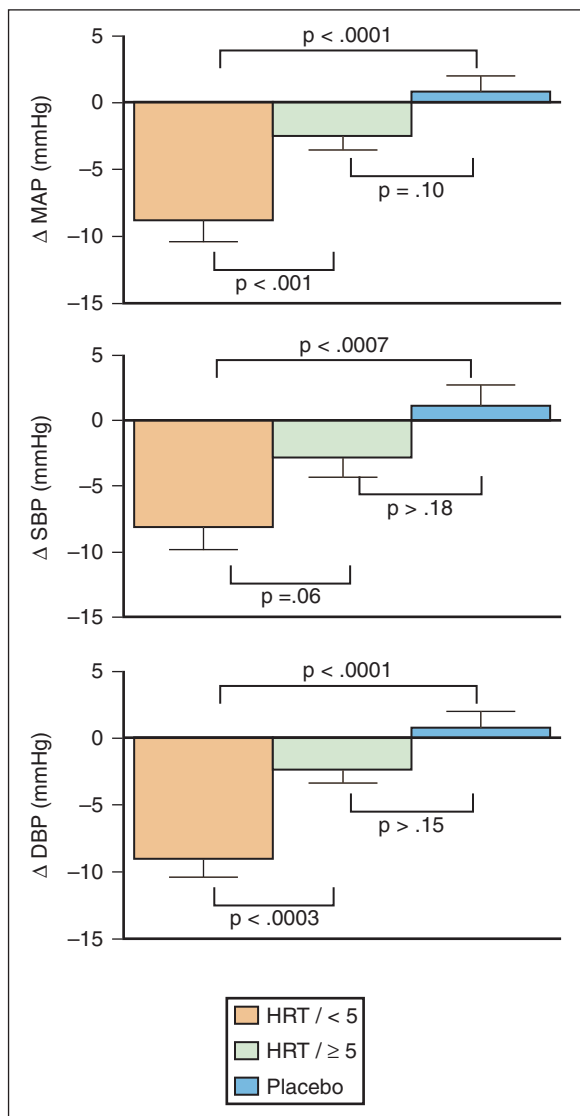 5
p < .0001
0
–5
p = .10
–10
p < .001
–15
Δ MAP (mmHg)
5
p < .0007
0
–5
p > .18
–10
p =.06
–15
Δ SBP (mmHg)
5
p < .0001
0
–5
p > .15
–10
p < .0003
–15
Δ DBP (mmHg)
HRT / < 5
HRT / ≥ 5
Placebo